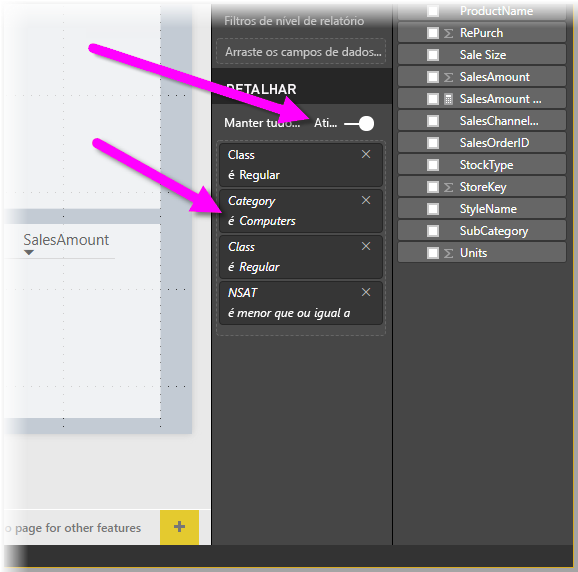 Filtros de nível de relatório
Arraste os campos de dados...
RETALHAR
Manter tudo... Ati...
Class
é Regular
Category
é Computers
Class
é Regular
NSAT
é menor que ou igual a
SalesAmount
o page for other features
+
ProductName
RePurch
Sale Size
SalesAmount
SalesAmount ...
SalesChannel...
SalesOrderID
StockType
StoreKey
StyleName
SubCategory
Units